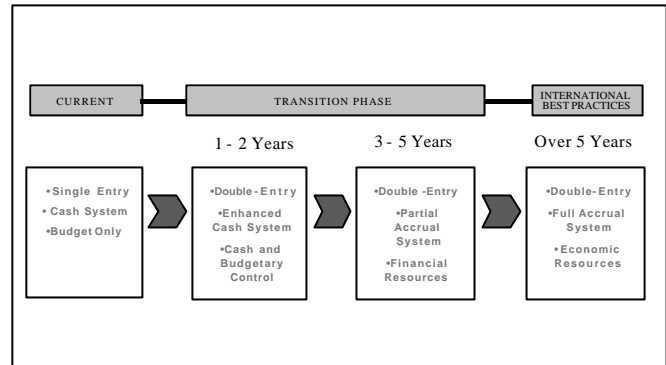 CURRENT
TRANSITION PHASE
INTERNATIONAL
BEST PRACTICES
1 - 2 Years
3 - 5 Years
Over 5 Years
•Single Entry
• Cash System
•Budget Only
•Double-Entry
•Enhanced
Cash System
•Cash and
Budgetary
Control
•Double -Entry
•Partial
Accrual
System
•Financial
Resources
•Double-Entry
•Full Accrual
System
•Economic
Resources